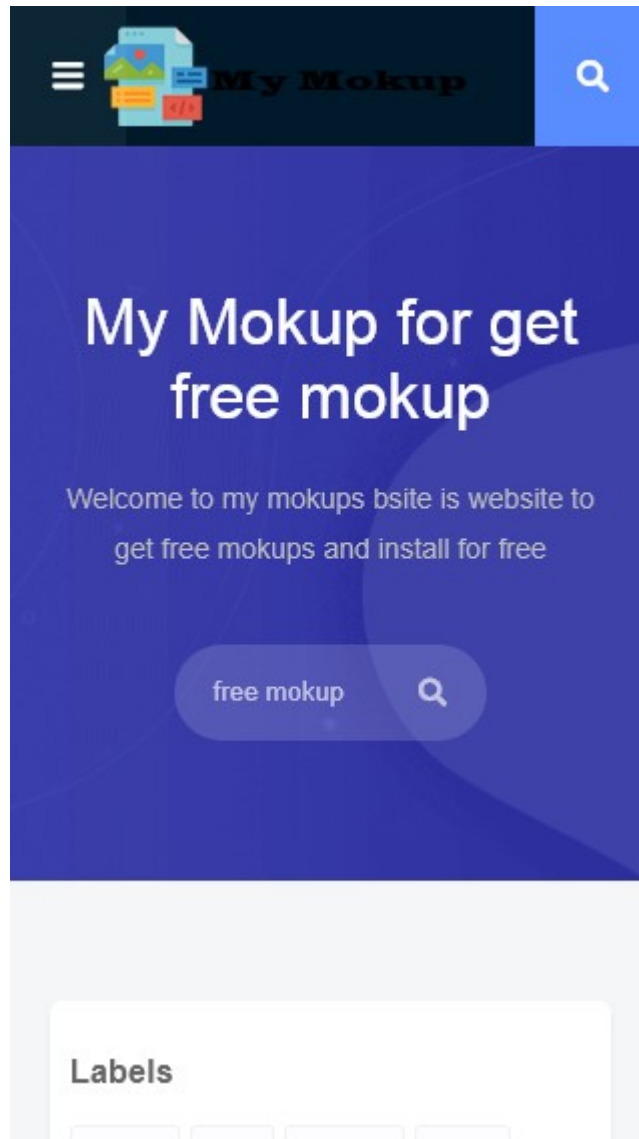 My Mokup
My Mokup for get
free mokup
Welcome to my mokups bsite is website to
get free mokups and install for free
free mokup
Labels